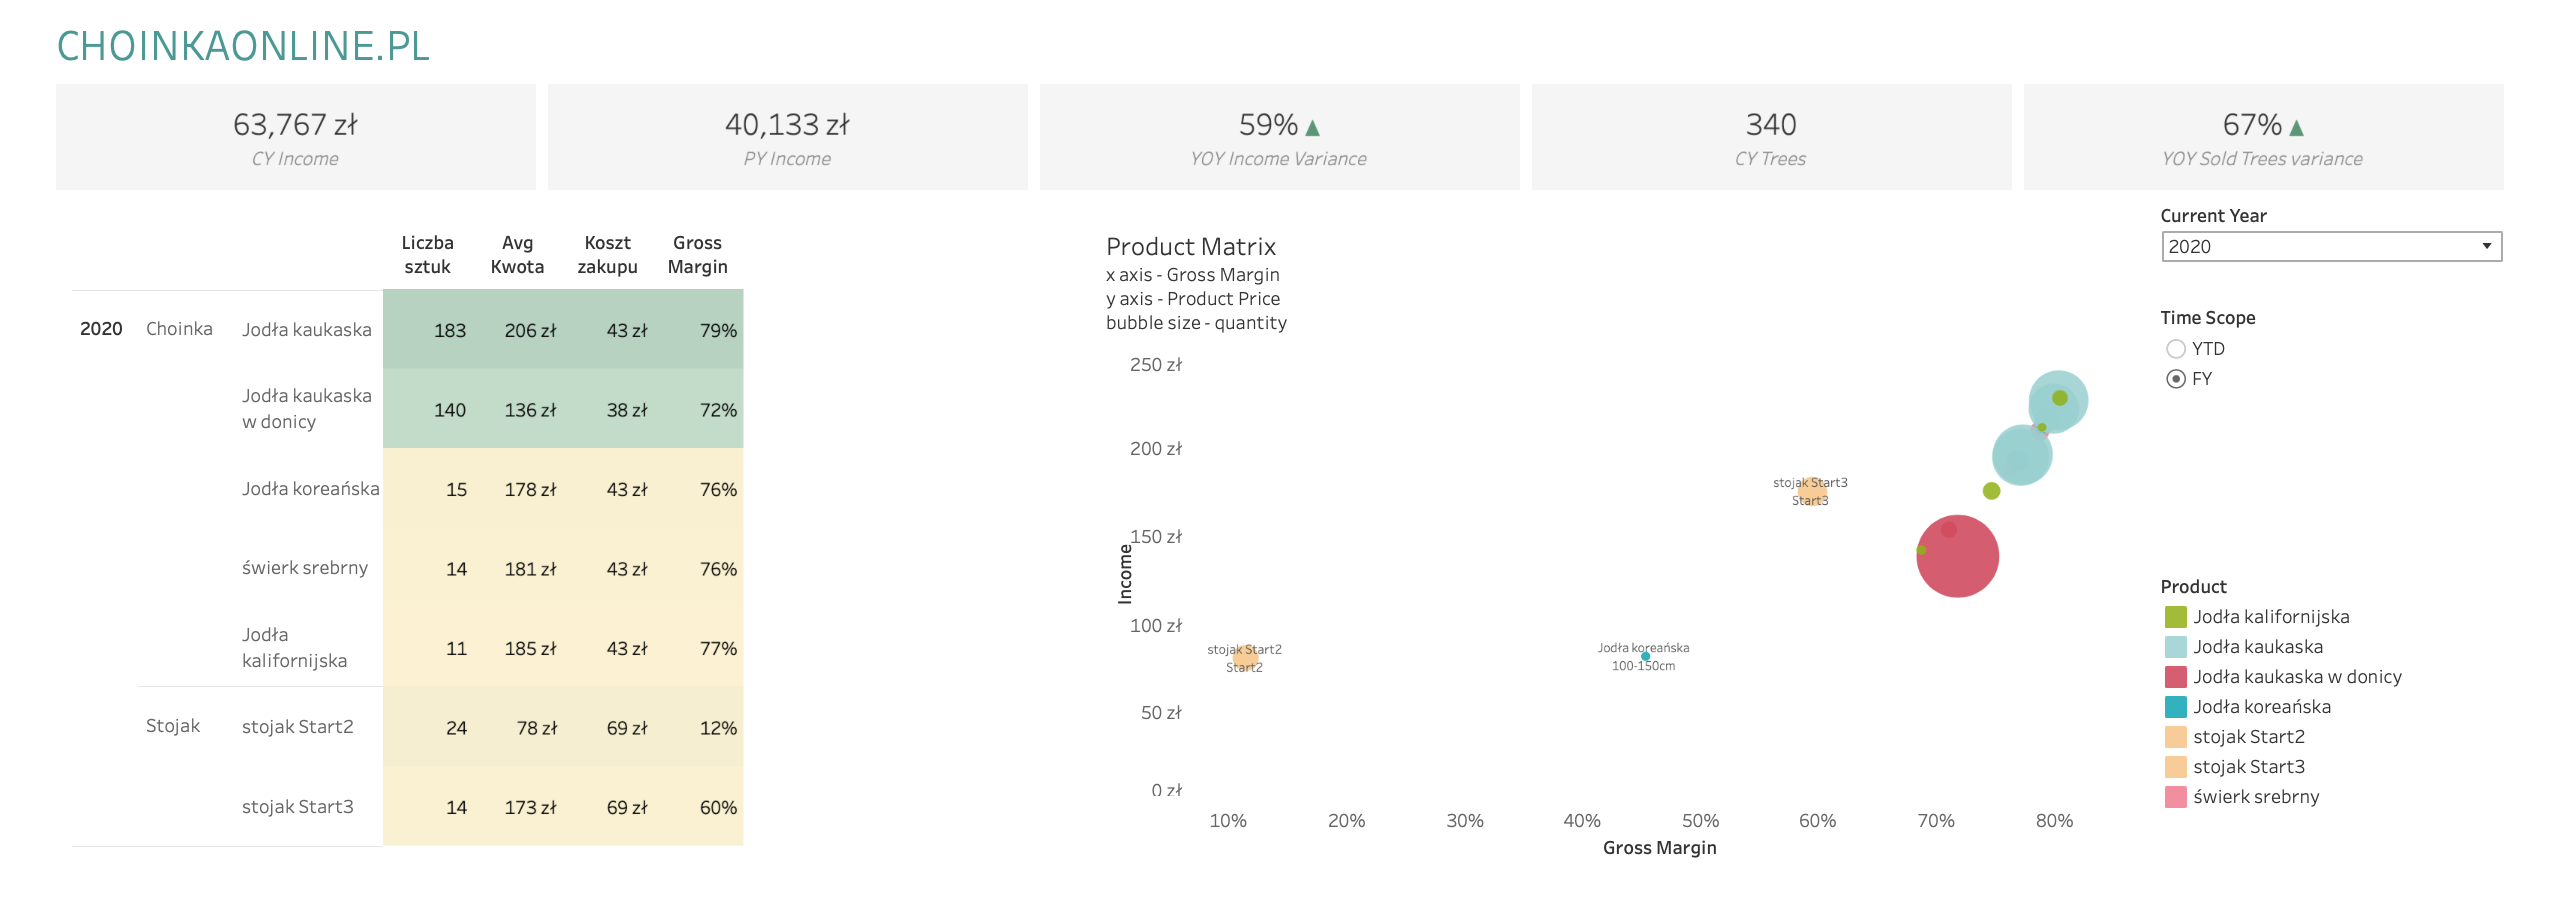 CHOINKAONLINE.PL
63,767 zł
CY Income
40,133 zł
PY Income
59% ▲
YOY Income Variance
340
CY Trees
67% ▲
YOY Sold Trees variance
Liczba sztuk
Avg Kwota
Koszt zakupu
Gross Margin
2020 Choinka Jodła kaukaska 183 206 zł 43 zł 79%
Jodła kaukaska w donicy 140 136 zł 38 zł 72%
Jodła koreańska 15 178 zł 43 zł 76%
świerk srebrny 14 181 zł 43 zł 76%
Jodła kalifornijska 11 185 zł 43 zł 77%
Stojak stojak Start2 24 78 zł 69 zł 12%
stojak Start3 14 173 zł 69 zł 60%
Product Matrix
x axis - Gross Margin
y axis - Product Price
bubble size - quantity
250 zł
200 zł
150 zł
100 zł
50 zł
0 zł
Income
stojak Start3
Start3
stojak Start2
Start2
Jodła koreańska
100-150cm
10% 20% 30% 40% 50% 60% 70% 80%
Gross Margin
Current Year
2020
Time Scope
YTD
FY
Product
Jodła kalifornijska
Jodła kaukaska
Jodła kaukaska w donicy
Jodła koreańska
stojak Start2
stojak Start3
świerk srebrny